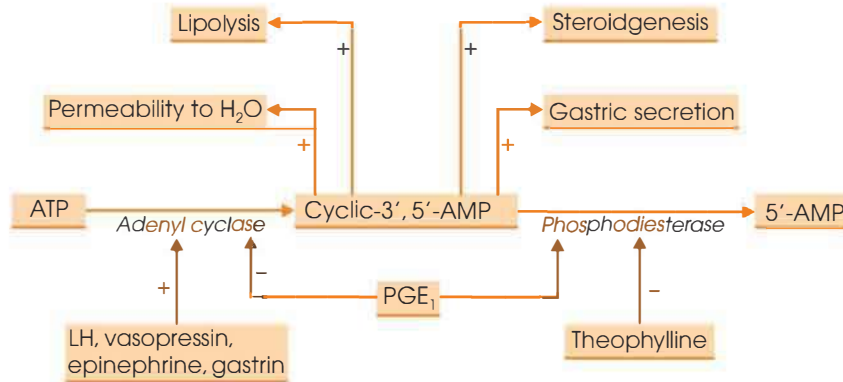 Lipolysis
Steroidgenesis
+
+
Permeability to H₂O
Gastric secretion
+
+
ATP
Cyclic-3′, 5′-AMP
5′-AMP
Adenyl cyclase
Phosphodiesterase
+
–
PGE₁
–
LH, vasopressin,
epinephrine, gastrin
Theophylline